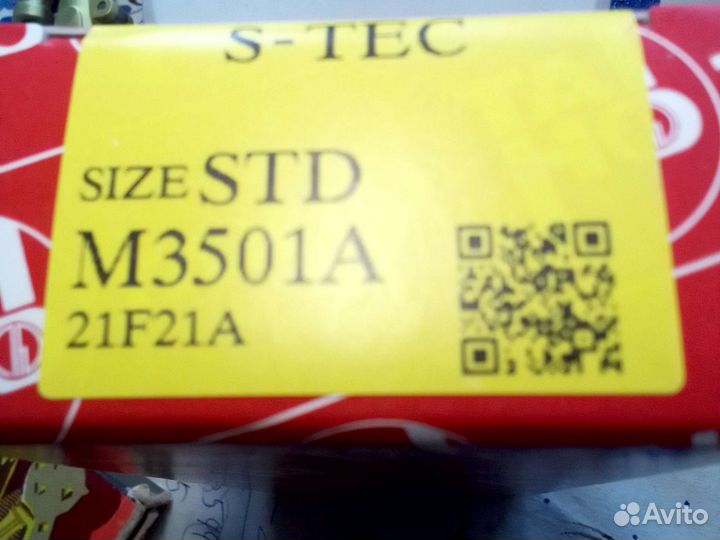 S-TEC
SIZE STD
M3501A
21F21A
Avito